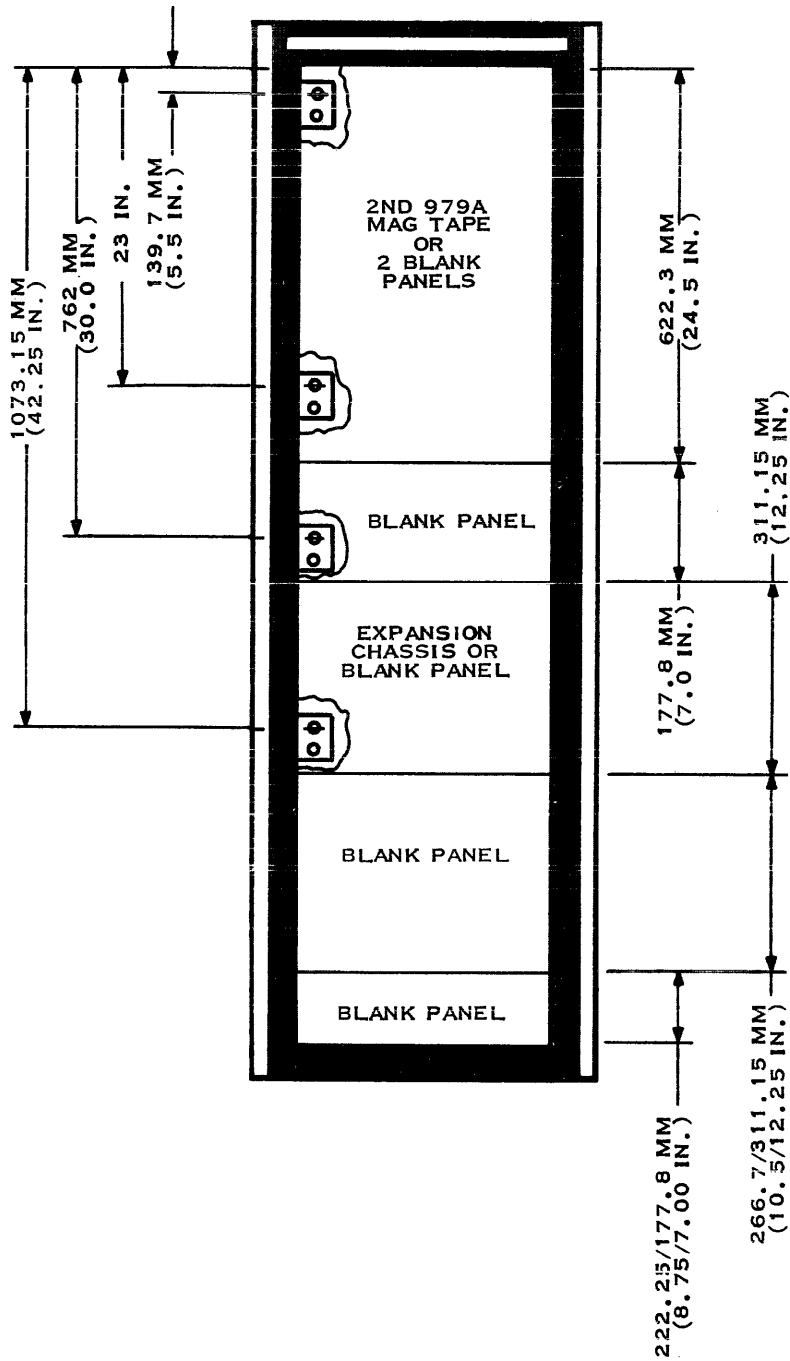 2ND 979A
MAG TAPE
OR
2 BLANK
PANELS
BLANK PANEL
EXPANSION
CHASSIS OR
BLANK PANEL
BLANK PANEL
BLANK PANEL
1073.15 MM
(42.25 IN.)
762 MM
(30.0 IN.)
23 IN.
139.7 MM
(5.5 IN.)
622.3 MM
(24.5 IN.)
177.8 MM
(7.0 IN.)
311.15 MM
(12.25 IN.)
222.25/177.8 MM
(8.75/7.00 IN.)
266.7/311.15 MM
(10.5/12.25 IN.)